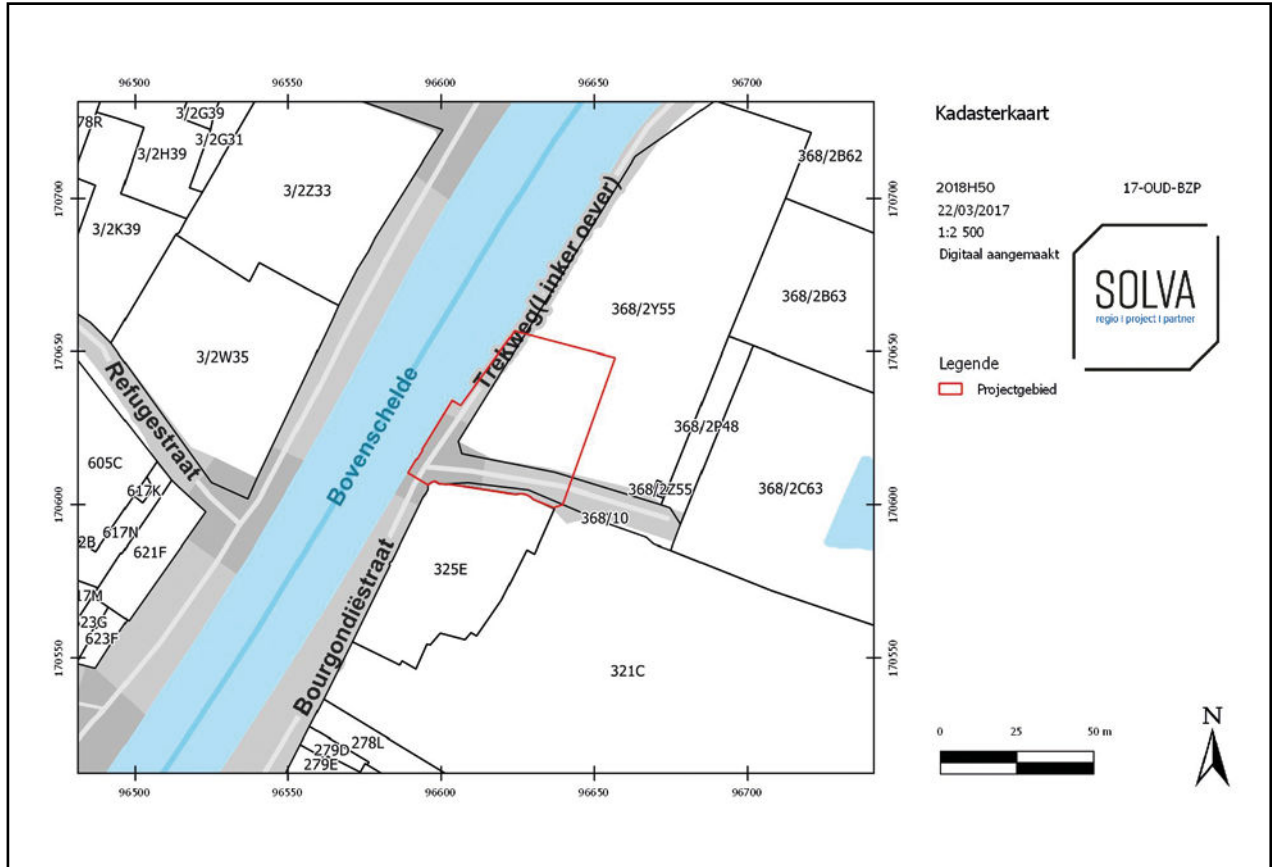 96500 96550 96600 96650 96700
78R
3/2G39
3/2G31
3/2H39
3/2Z33
3/2K39
368/2B62
170700 170700
368/2B63
Trekweg(Linker oever)
368/2Y55
3/2W35
170650 170650
Refugestraat
Bovenschelde
368/2P48
605C
617K
368/2Z55
368/2C63
170600 170600
368/10
617N
2B
621F
325E
17M
23G
623F
Bourgondiëstraat
170550 170550
321C
278L
279D
279E
96500 96550 96600 96650 96700
Kadasterkaart
2018H50 17-OUD-BZP
22/03/2017
1:2 500
Digitaal aangemaakt
SOLVA
regio | project | partner
Legende
Projectgebied
0 25 50 m
N